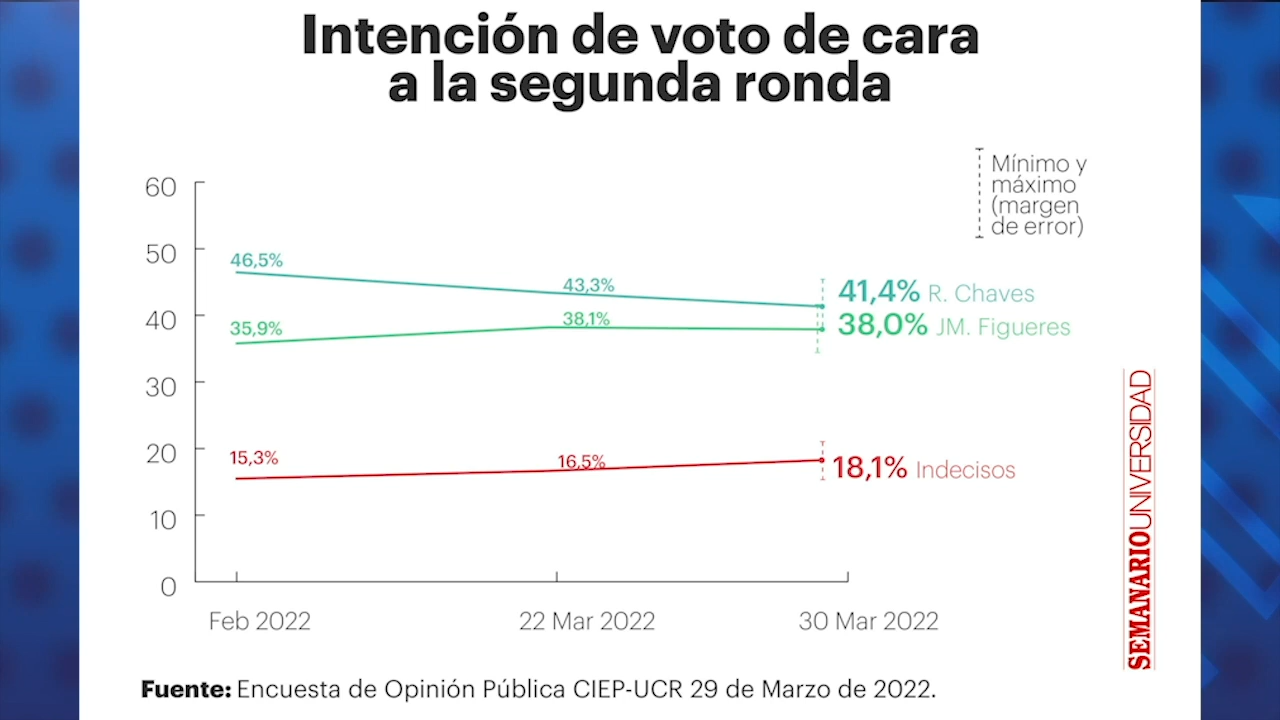 Intención de voto de cara
a la segunda ronda
Mínimo y
máximo
(margen
de error)
60
50
40
30
20
10
0
46,5%
43,3%
41,4% R. Chaves
35,9%
38,1%
38,0% JM. Figueres
15,3%
16,5%
18,1% Indecisos
Feb 2022
22 Mar 2022
30 Mar 2022
SEMANARIOUNIVERSIDAD
Fuente: Encuesta de Opinión Pública CIEP-UCR 29 de Marzo de 2022.